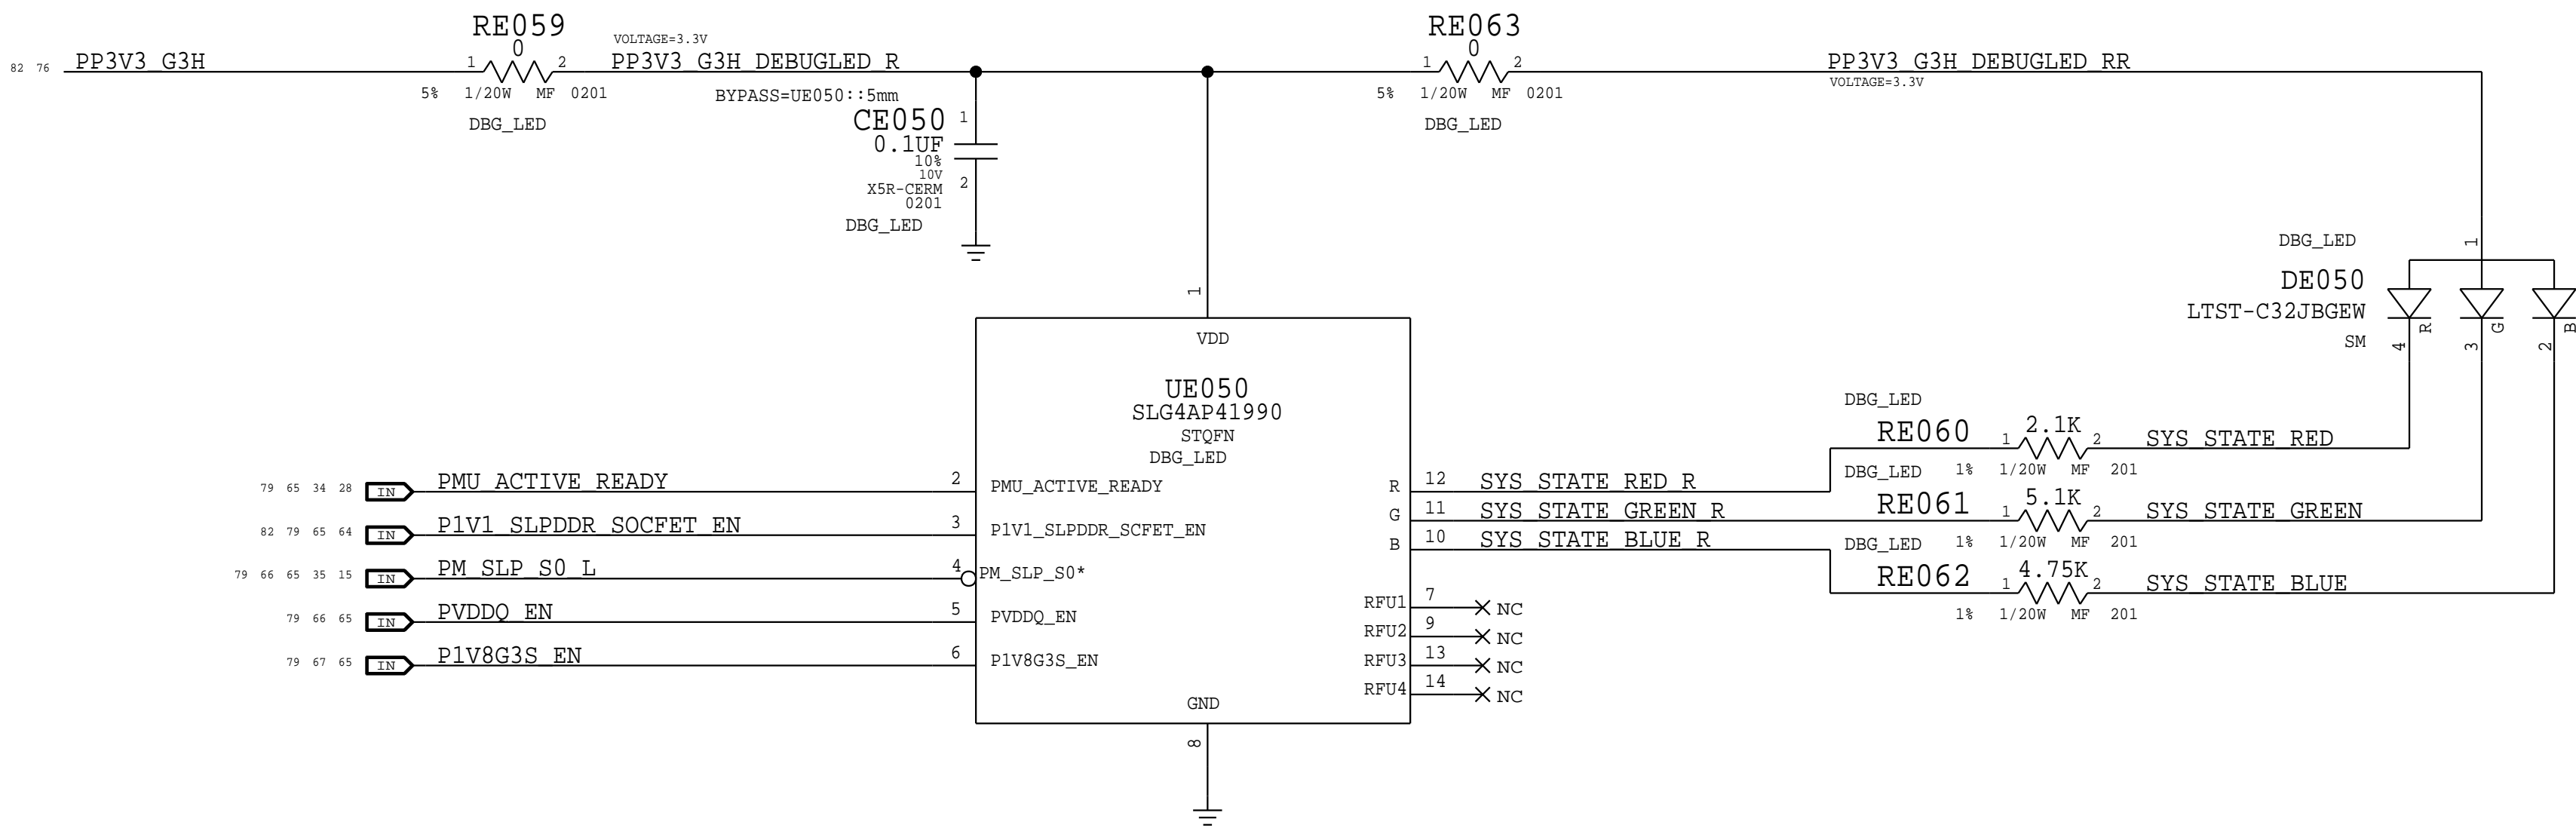 RE059
0
VOLTAGE=3.3V
82 76 PP3V3_G3H 1 2 PP3V3_G3H_DEBUGLED_R
5% 1/20W MF 0201
DBG_LED
BYPASS=UE050::5mm
CE050 1
0.1UF
10%
10V
X5R-CERM 2
0201
DBG_LED
RE063
0
1 2 PP3V3_G3H_DEBUGLED_RR
VOLTAGE=3.3V
5% 1/20W MF 0201
DBG_LED
DBG_LED 1
DE050
LTST-C32JBGEW
SM
4 R 3 G 2 B
1
VDD
UE050
SLG4AP41990
STQFN
DBG_LED
79 65 34 28 IN PMU_ACTIVE_READY 2 PMU_ACTIVE_READY
82 79 65 64 IN P1V1_SLPDDR_SOCFET_EN 3 P1V1_SLPDDR_SCFET_EN
79 66 65 35 15 IN PM_SLP_S0_L 4 PM_SLP_S0*
79 66 65 IN PVDDQ_EN 5 PVDDQ_EN
79 67 65 IN P1V8G3S_EN 6 P1V8G3S_EN
R 12 SYS_STATE_RED_R
G 11 SYS_STATE_GREEN_R
B 10 SYS_STATE_BLUE_R
RFU1 7 NC
RFU2 9 NC
RFU3 13 NC
RFU4 14 NC
GND
8
DBG_LED
RE060 1 2.1K 2 SYS_STATE_RED
1% 1/20W MF 201
DBG_LED
RE061 1 5.1K 2 SYS_STATE_GREEN
1% 1/20W MF 201
DBG_LED
RE062 1 4.75K 2 SYS_STATE_BLUE
1% 1/20W MF 201